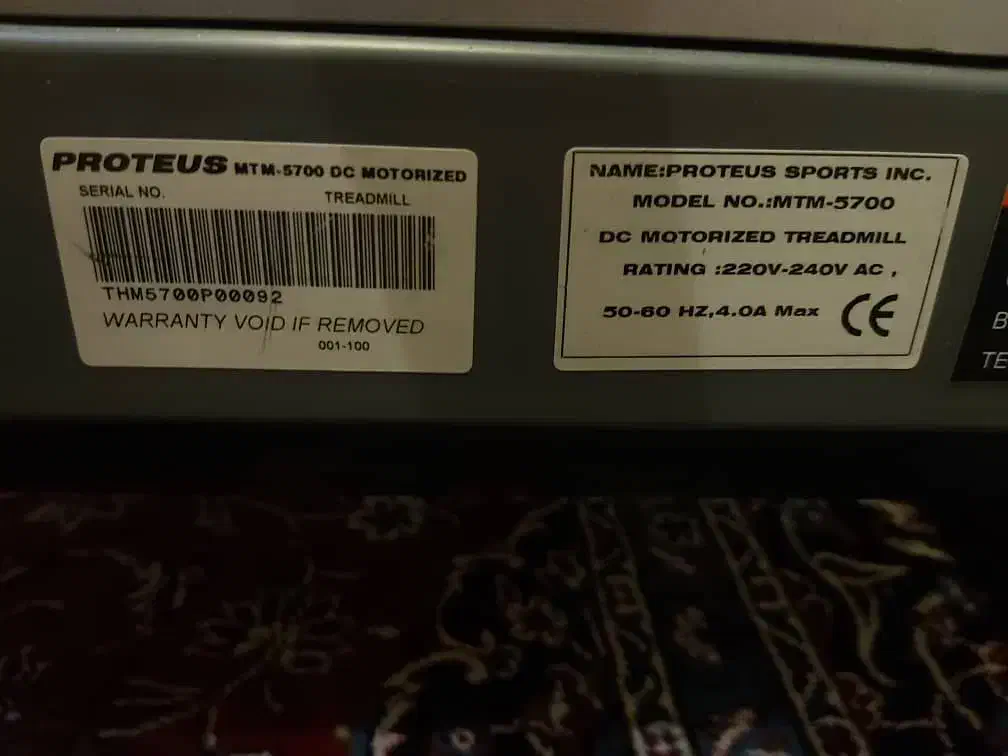 PROTEUS MTM-5700 DC MOTORIZED
SERIAL NO. TREADMILL
THM5700P00092
WARRANTY VOID IF REMOVED
001-100
NAME:PROTEUS SPORTS INC.
MODEL NO.:MTM-5700
DC MOTORIZED TREADMILL
RATING :220V-240V AC ,
50-60 HZ,4.0A Max CE
B
TE